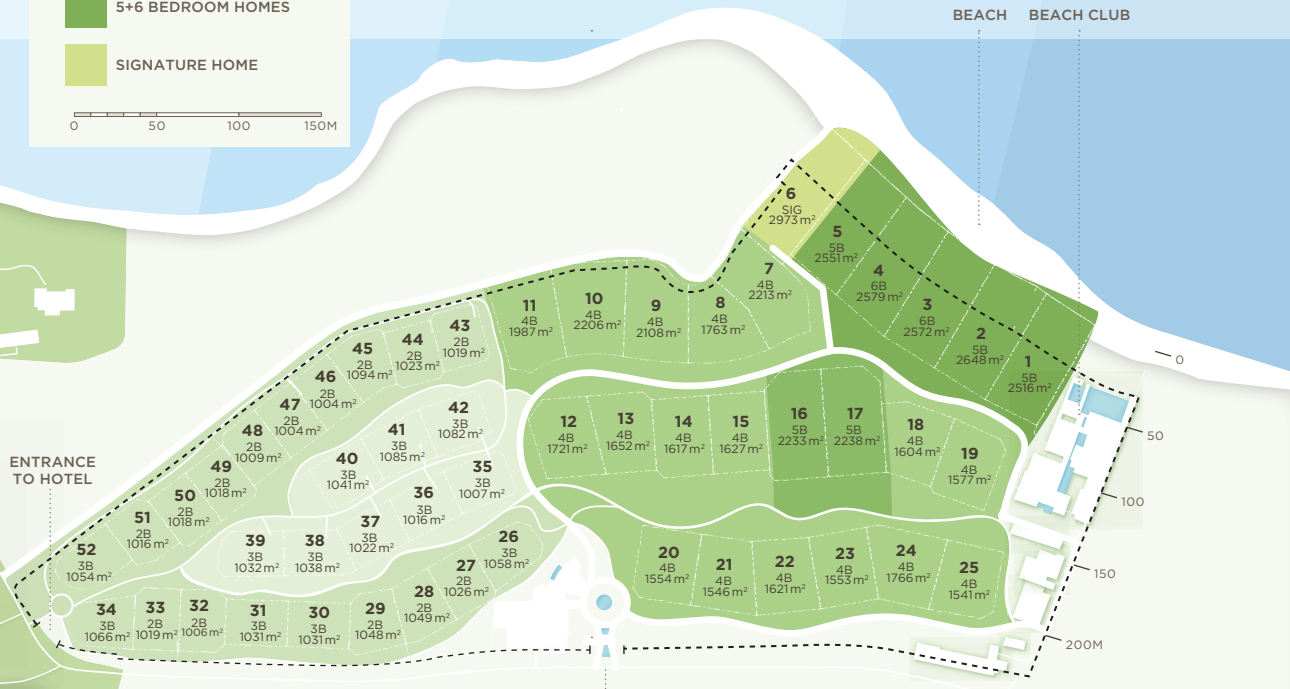 5+6 BEDROOM HOMES
SIGNATURE HOME
0 50 100 150M
BEACH
BEACH CLUB
ENTRANCE
TO HOTEL
0
50
100
150
200M
1
5B
2516 m²
2
5B
2648 m²
3
6B
2572 m²
4
6B
2579 m²
5
5B
2551 m²
6
SIG
2973 m²
7
4B
2213 m²
8
4B
1763 m²
9
4B
2108 m²
10
4B
2206 m²
11
4B
1987 m²
12
4B
1721 m²
13
4B
1652 m²
14
4B
1617 m²
15
4B
1627 m²
16
5B
2233 m²
17
5B
2238 m²
18
4B
1604 m²
19
4B
1577 m²
20
4B
1554 m²
21
4B
1546 m²
22
4B
1621 m²
23
4B
1553 m²
24
4B
1766 m²
25
4B
1541 m²
26
3B
1058 m²
27
2B
1026 m²
28
2B
1049 m²
29
2B
1048 m²
30
3B
1031 m²
31
3B
1031 m²
32
2B
1006 m²
33
2B
1019 m²
34
3B
1066 m²
35
3B
1007 m²
36
3B
1016 m²
37
3B
1022 m²
38
3B
1038 m²
39
3B
1032 m²
40
3B
1041 m²
41
3B
1085 m²
42
3B
1082 m²
43
2B
1019 m²
44
2B
1023 m²
45
2B
1094 m²
46
2B
1004 m²
47
2B
1004 m²
48
2B
1009 m²
49
2B
1018 m²
50
2B
1018 m²
51
2B
1016 m²
52
3B
1054 m²